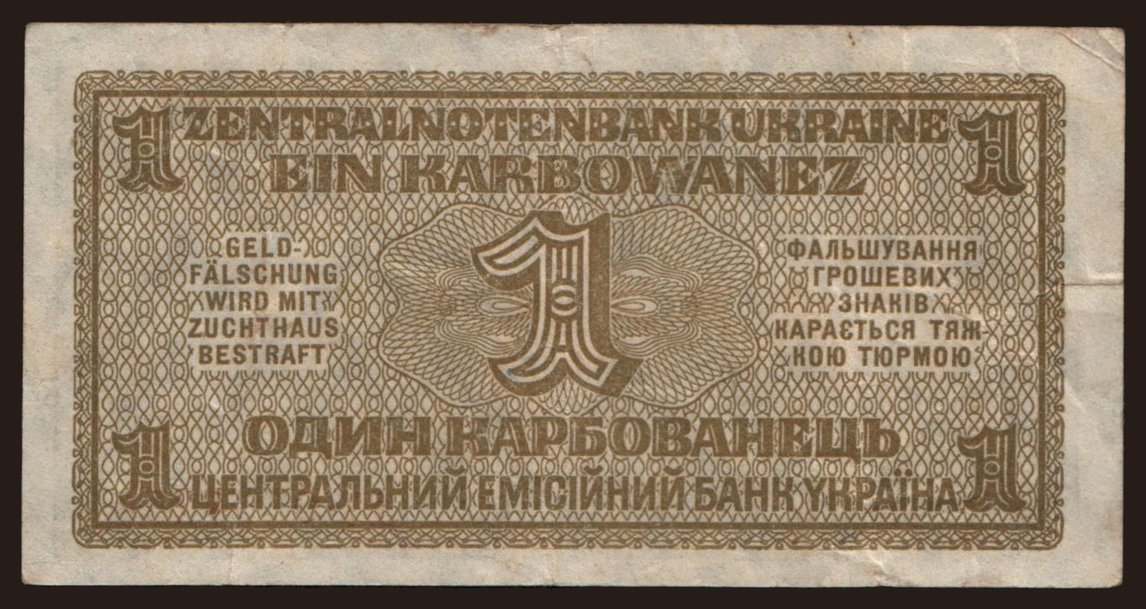 1 ZENTRALNOTENBANK UKRAINE 1
EIN KARBOWANEZ
GELD-
FÄLSCHUNG
WIRD MIT
ZUCHTHAUS
BESTRAFT
1
ФАЛЬШУВАННЯ
ГРОШЕВИХ
ЗНАКІВ
КАРАЄТЬСЯ ТЯЖ-
КОЮ ТЮРМОЮ
ОДИН КАРБОВАНЕЦЬ
1 ЦЕНТРАЛЬНИЙ ЕМІСІЙНИЙ БАНК УКРАЇНА 1